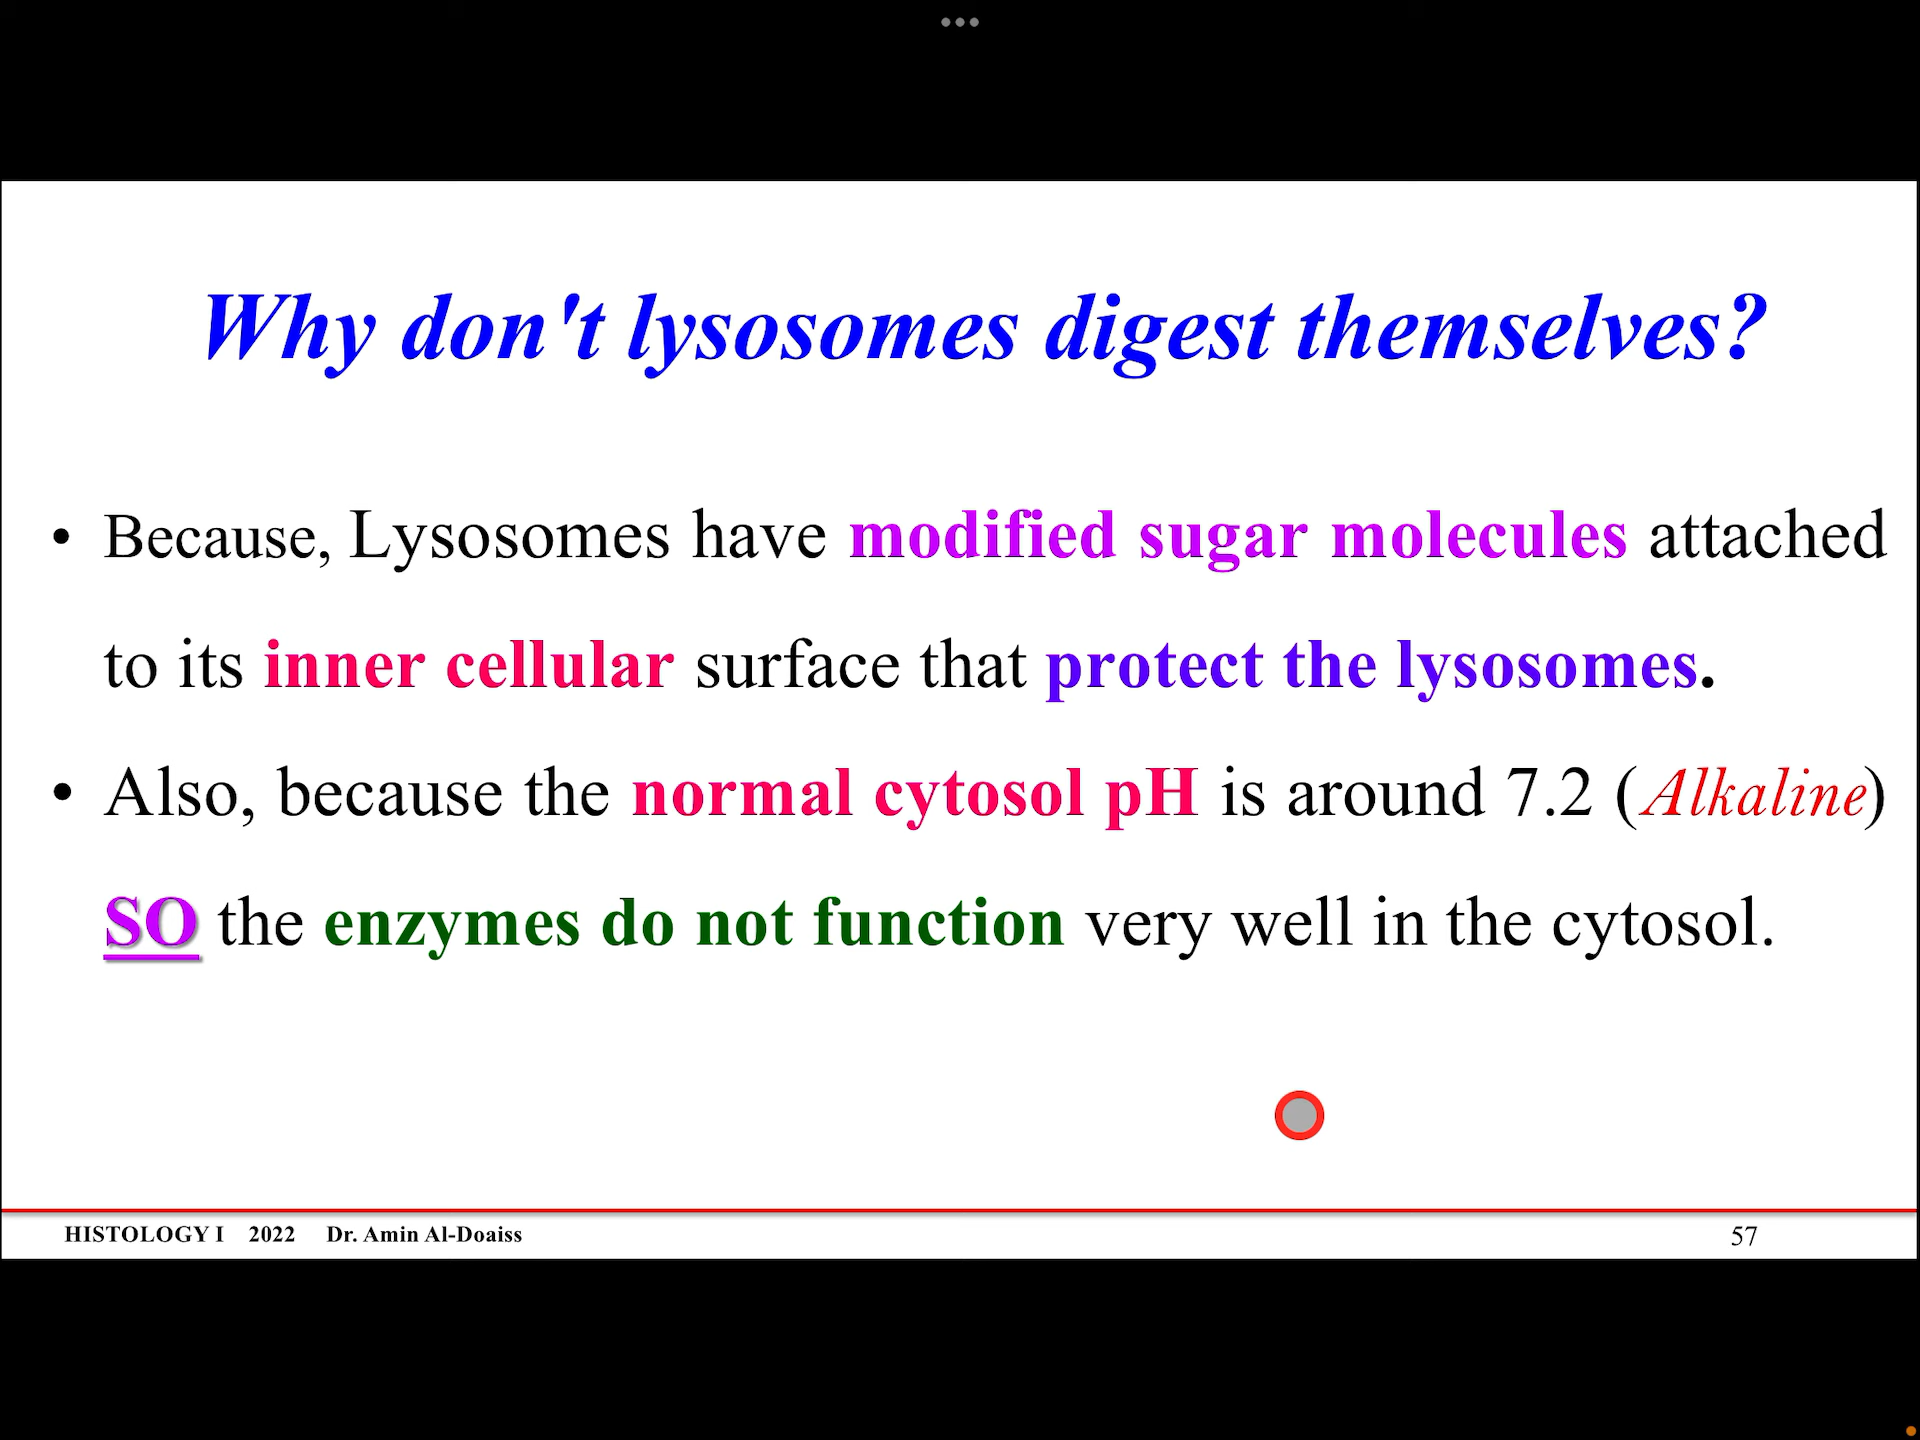 Why don't lysosomes digest themselves?
• Because, Lysosomes have modified sugar molecules attached
to its inner cellular surface that protect the lysosomes.
• Also, because the normal cytosol pH is around 7.2 (Alkaline)
SO the enzymes do not function very well in the cytosol.
HISTOLOGY I 2022 Dr. Amin Al-Doaiss 57